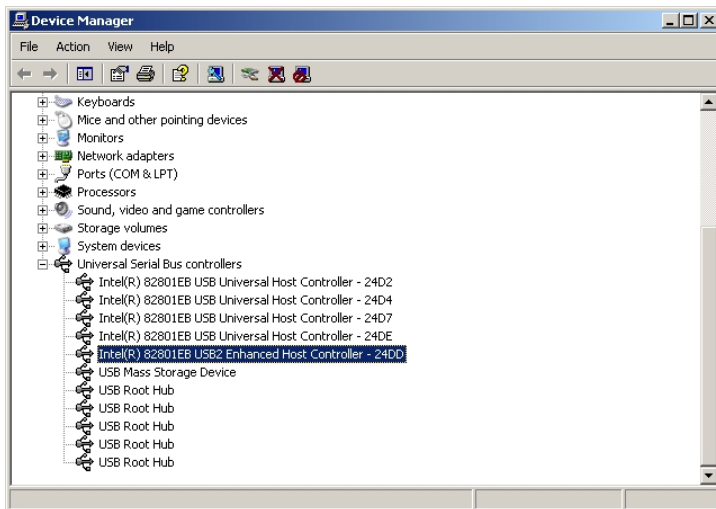 Device Manager
File Action View Help
Keyboards
Mice and other pointing devices
Monitors
Network adapters
Ports (COM & LPT)
Processors
Sound, video and game controllers
Storage volumes
System devices
Universal Serial Bus controllers
Intel(R) 82801EB USB Universal Host Controller - 24D2
Intel(R) 82801EB USB Universal Host Controller - 24D4
Intel(R) 82801EB USB Universal Host Controller - 24D7
Intel(R) 82801EB USB Universal Host Controller - 24DE
Intel(R) 82801EB USB2 Enhanced Host Controller - 24DD
USB Mass Storage Device
USB Root Hub
USB Root Hub
USB Root Hub
USB Root Hub
USB Root Hub